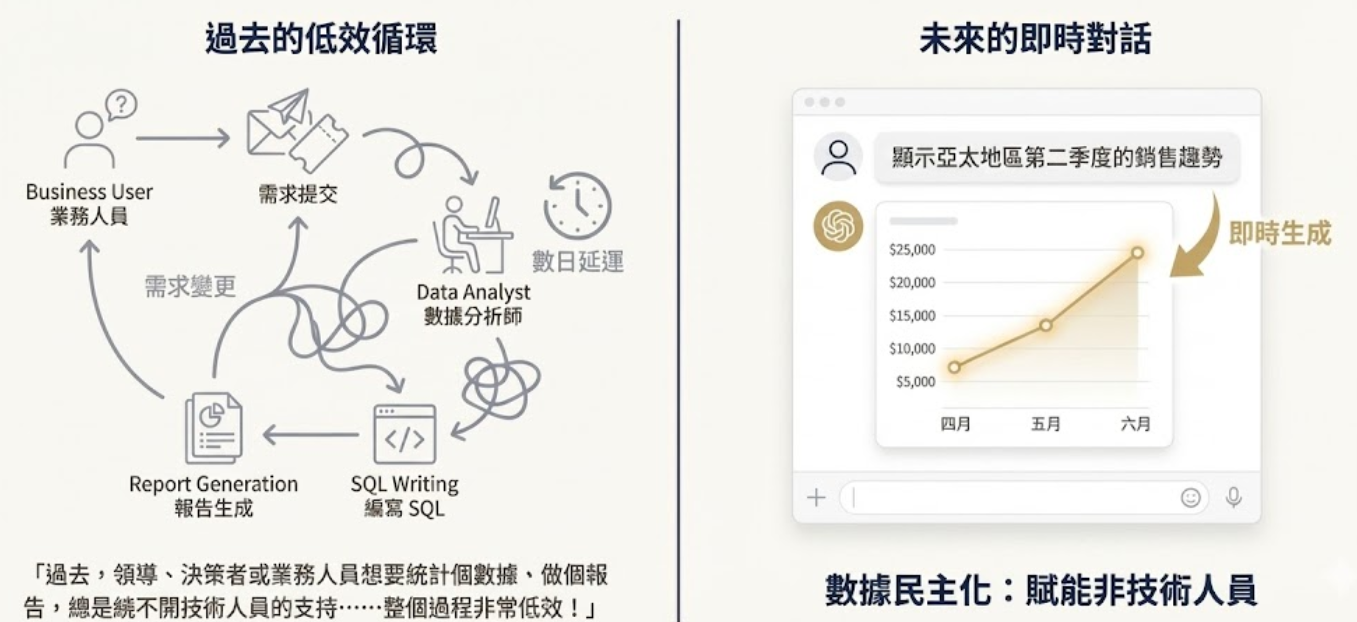 過去的低效循環
?
Business User
業務人員
需求提交
數日延運
需求變更
Data Analyst
數據分析師
</>
Report Generation
報告生成
SQL Writing
編寫 SQL
「過去，領導、決策者或業務人員想要統計個數據、做個報
告，總是繞不開技術人員的支持……整個過程非常低效！」
未來的即時對話
顯示亞太地區第二季度的銷售趨勢
即時生成
$25,000
$20,000
$15,000
$10,000
$5,000
四月 五月 六月
數據民主化：賦能非技術人員